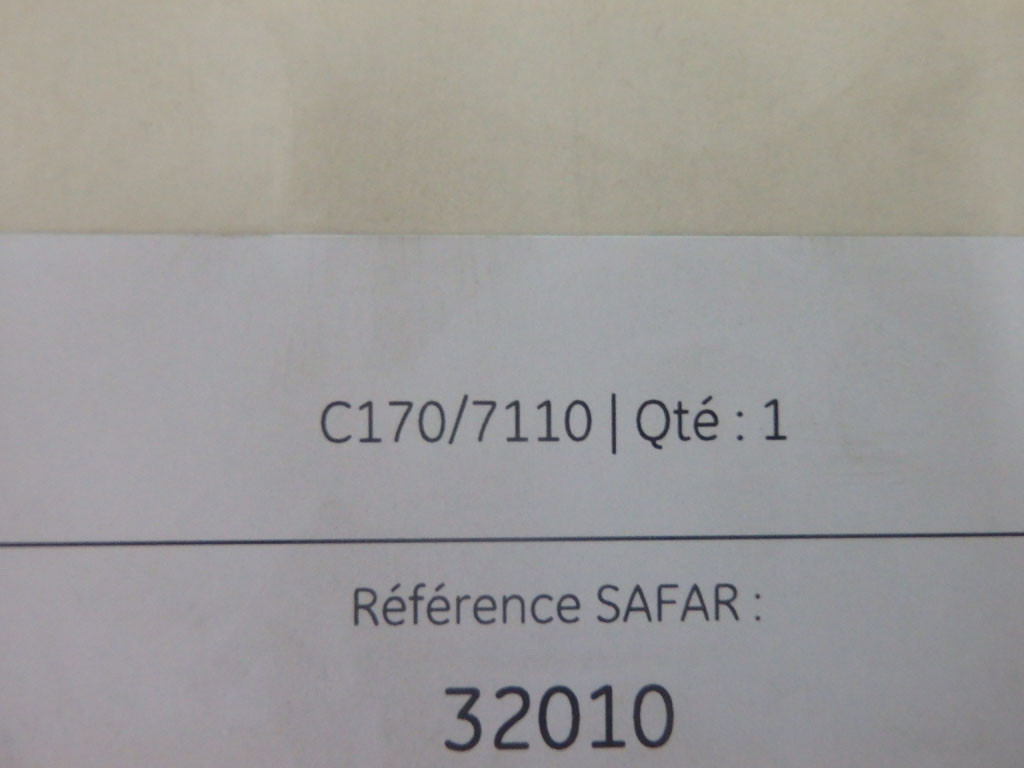 C170/7110 | Qté : 1
Référence SAFAR :
32010